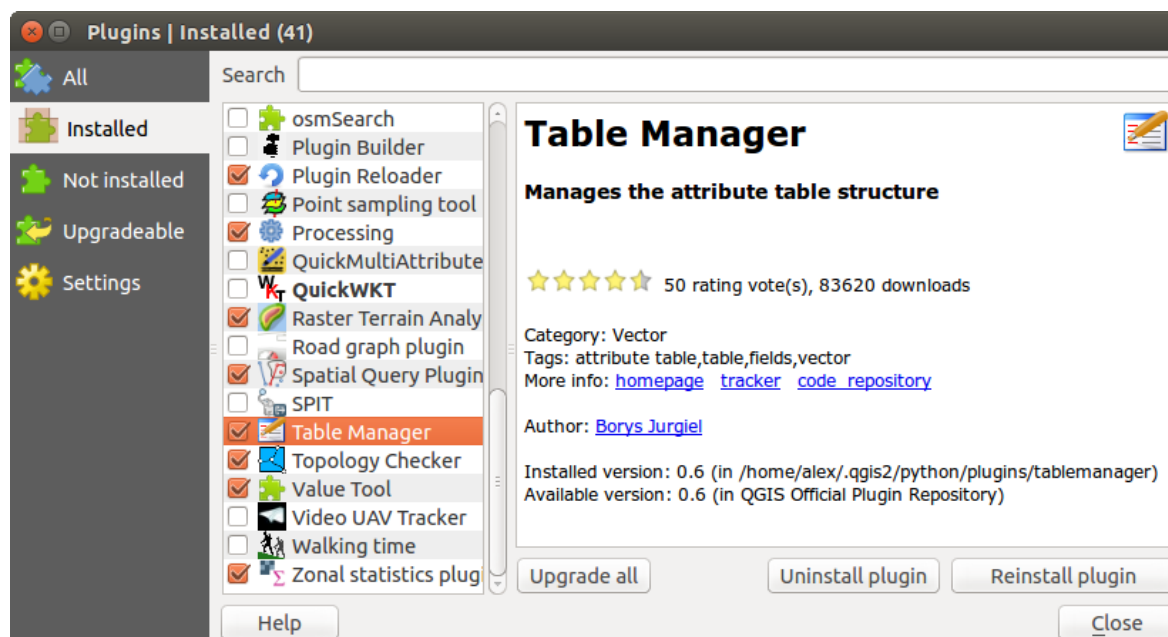 Plugins | Installed (41)
All
Installed
Not installed
Upgradeable
Settings
Search
osmSearch
Plugin Builder
Plugin Reloader
Point sampling tool
Processing
QuickMultiAttribute
WKT QuickWKT
Raster Terrain Analy
Road graph plugin
Spatial Query Plugin
SPIT
Table Manager
Topology Checker
Value Tool
Video UAV Tracker
Walking time
Σ Zonal statistics plug
Table Manager
Manages the attribute table structure
50 rating vote(s), 83620 downloads
Category: Vector
Tags: attribute table,table,fields,vector
More info: homepage tracker code repository
Author: Borys Jurgiel
Installed version: 0.6 (in /home/alex/.qgis2/python/plugins/tablemanager)
Available version: 0.6 (in QGIS Official Plugin Repository)
Upgrade all
Uninstall plugin
Reinstall plugin
Help
Close